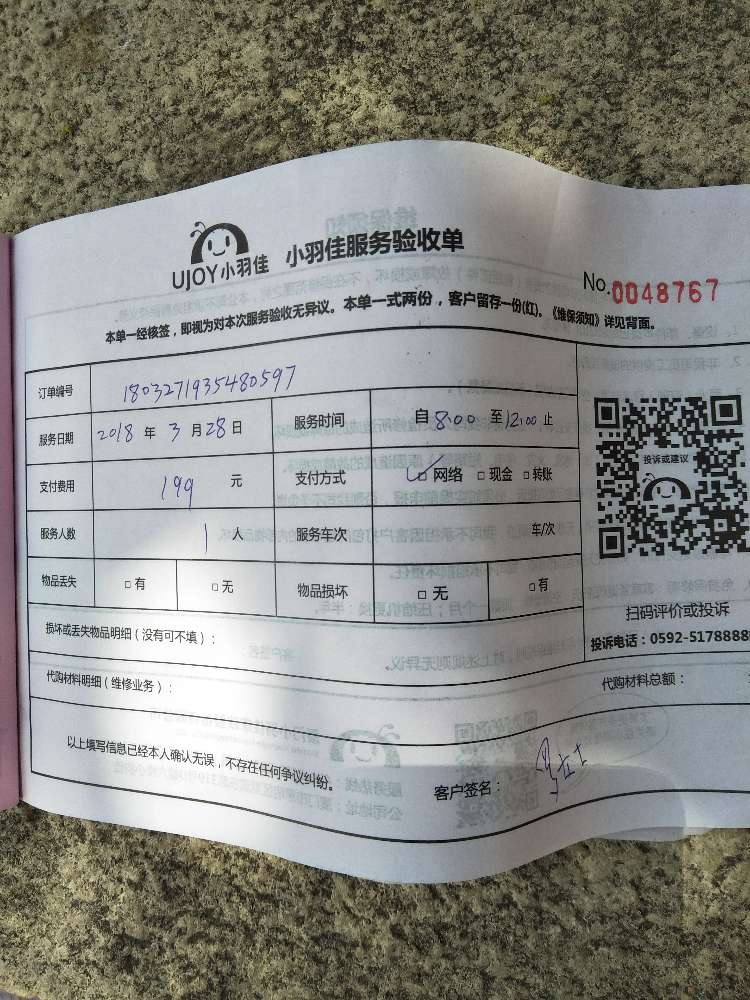 UJOY小羽佳 小羽佳服务验收单
No.0048767
本单一经核签，即视为对本次服务验收无异议。本单一式两份，客户留存一份(红)。《维保须知》详见背面。
订单编号 1803271935480597
服务日期 2018 年 3 月 28 日 服务时间 自 8:00 至 12:00 止
支付费用 199 元 支付方式 ☑ 网络 □ 现金 □ 转账
服务人数 1 人 服务车次 车/次
物品丢失 □ 有 □ 无 物品损坏 □ 无 □ 有
投诉或建议
扫码评价或投诉
投诉电话：0592-5178888
损坏或丢失物品明细（没有可不填）：
代购材料明细（维修业务）： 代购材料总额：
以上填写信息已经本人确认无误，不存在任何争议纠纷。 客户签名：